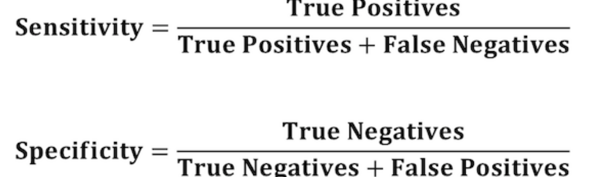 True Positives
Sensitivity =
True Positives + False Negatives
True Negatives
Specificity =
True Negatives + False Positives